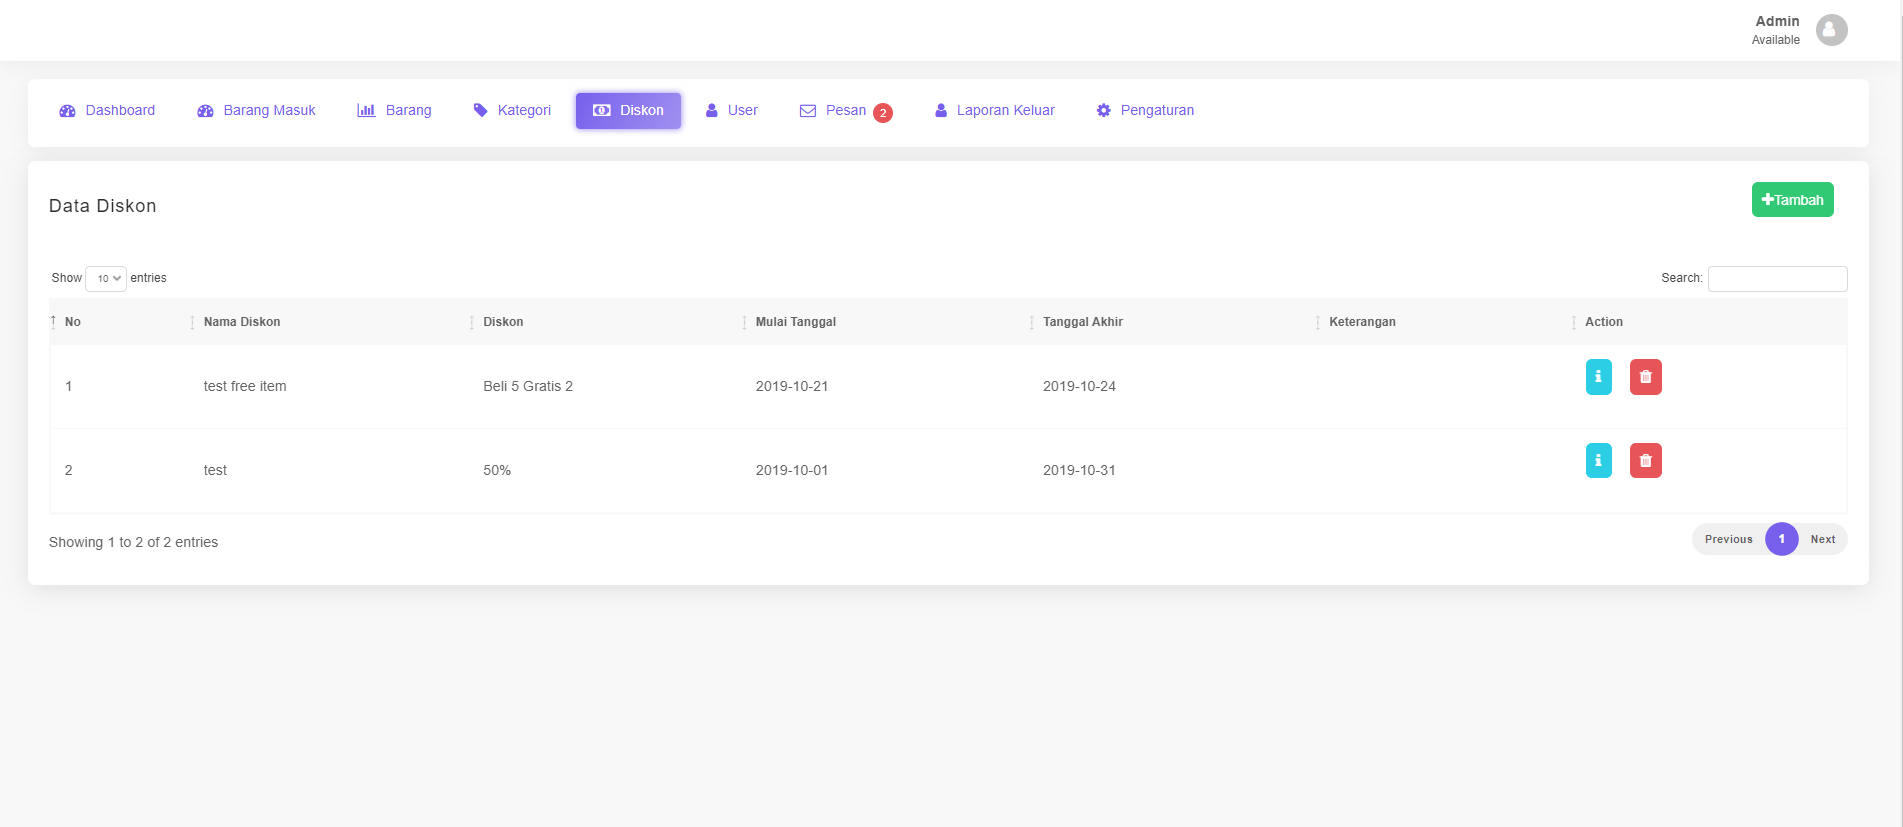 Admin
Available
Dashboard Barang Masuk Barang Kategori Diskon User Pesan 2 Laporan Keluar Pengaturan
Data Diskon
Tambah
Show 10 entries Search:
No Nama Diskon Diskon Mulai Tanggal Tanggal Akhir Keterangan Action
1 test free item Beli 5 Gratis 2 2019-10-21 2019-10-24
2 test 50% 2019-10-01 2019-10-31
Showing 1 to 2 of 2 entries Previous 1 Next